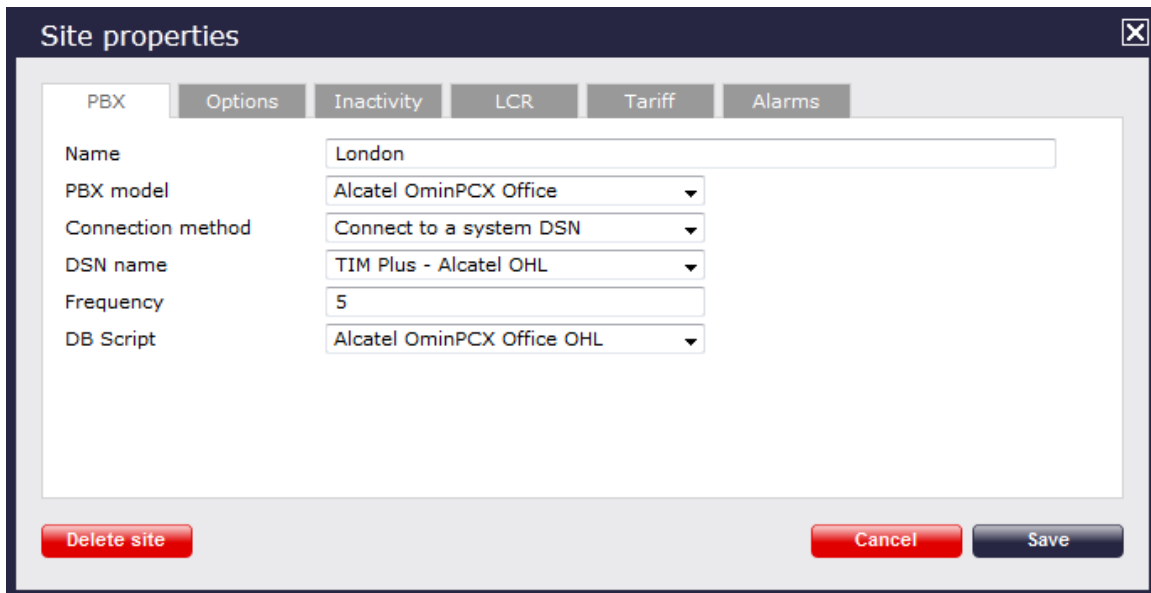 Site properties
PBX Options Inactivity LCR Tariff Alarms
Name London
PBX model Alcatel OminPCX Office
Connection method Connect to a system DSN
DSN name TIM Plus - Alcatel OHL
Frequency 5
DB Script Alcatel OminPCX Office OHL
Delete site Cancel Save